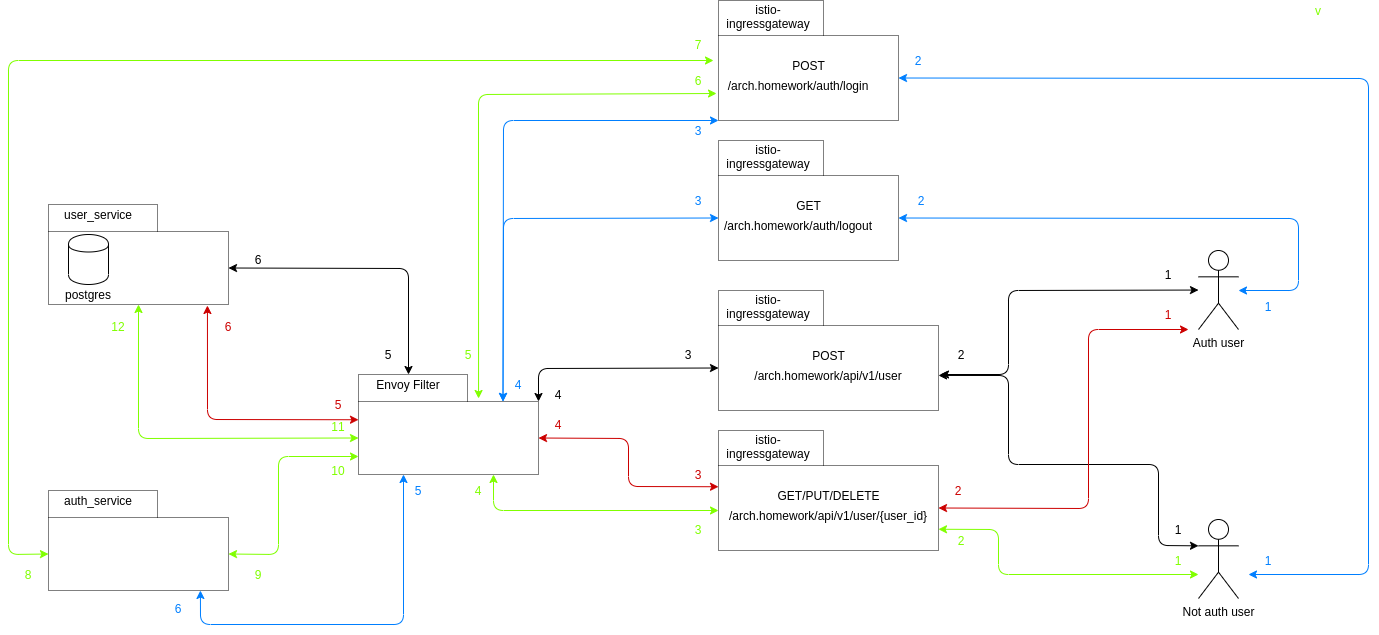 istio-
ingressgateway
v
7
POST
2
6
/arch.homework/auth/login
3
istio-
ingressgateway
3
GET
2
/arch.homework/auth/logout
user_service
postgres
6
1
1
istio-
ingressgateway
12
6
1
Auth user
5
5
3
POST
2
/arch.homework/api/v1/user
Envoy Filter
4
4
5
11
4
istio-
ingressgateway
10
3
5
4
GET/PUT/DELETE
2
auth_service
/arch.homework/api/v1/user/{user_id}
3
1
2
8
9
1
1
6
Not auth user